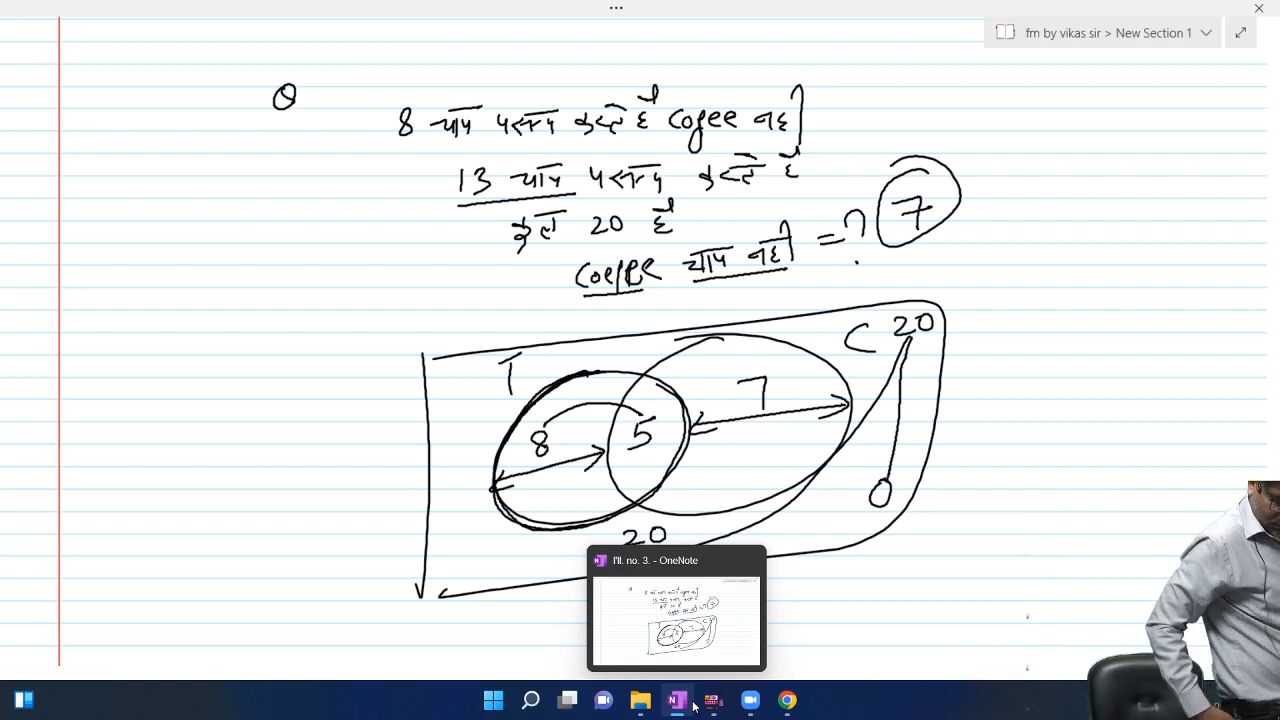 ...
fm by vikas sir > New Section 1
Q
8 चाय पसन्द करते है cofee नही
13 चाय पसन्द करते है
कुल 20 है
coeffee चाय नही = ? 7
T
C 20
8 5 7
0
20
I'll. no. 3. - OneNote